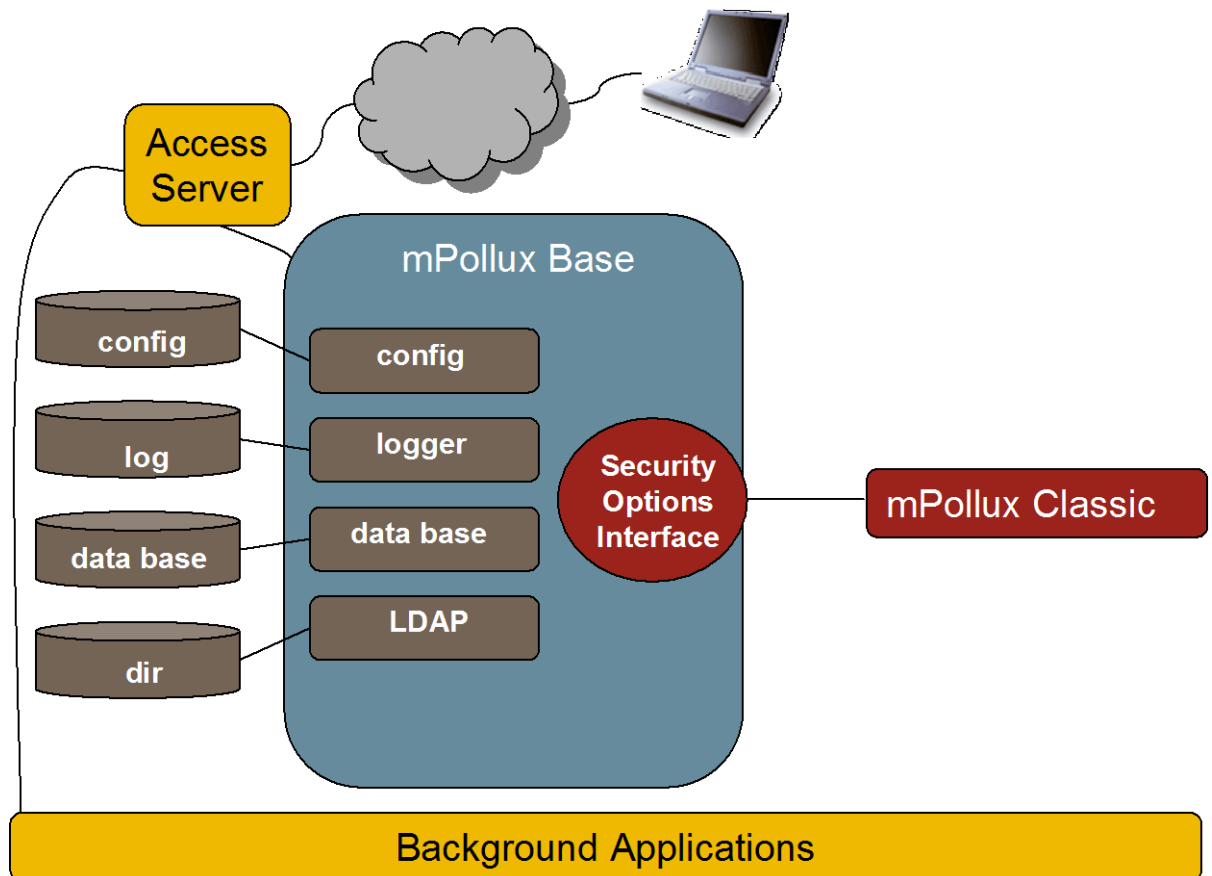 Access
Server
mPollux Base
config
config
log
logger
data base
data base
dir
LDAP
Security
Options
Interface
mPollux Classic
Background Applications